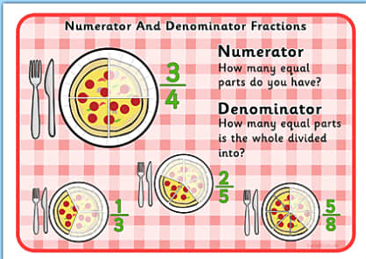 Numerator And Denominator Fractions
Numerator
How many equal
parts do you have?
3
4
Denominator
How many equal parts
is the whole divided
into?
2
5
1
3
5
8